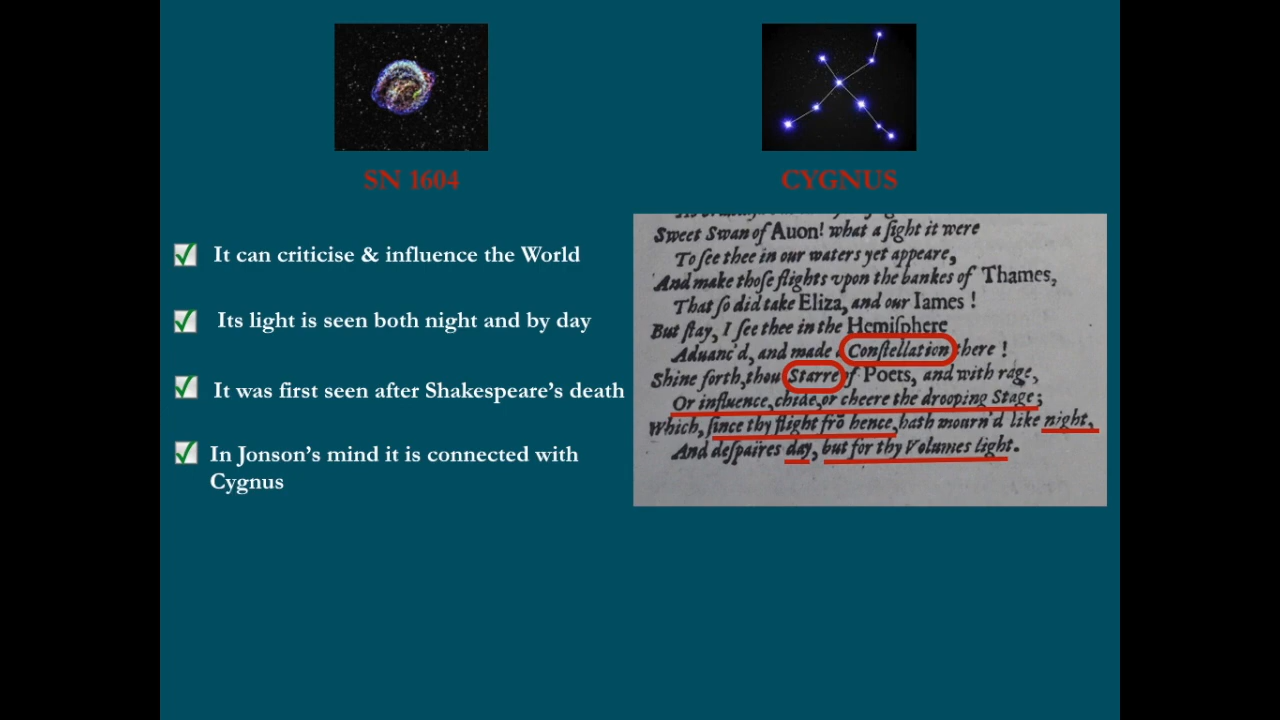 SN 1604
CYGNUS
It can criticise & influence the World
Its light is seen both night and by day
It was first seen after Shakespeare's death
In Jonson's mind it is connected with
Cygnus
Sweet Swan of Auon! what a ſight it were
To ſee thee in our waters yet appeare,
And make thoſe flights vpon the bankes of Thames,
That ſo did take Eliza, and our Iames !
But ſtay, I ſee thee in the Hemiſphere
Aduanc'd, and made a Conſtellation there !
Shine forth, thou Starre of Poets, and with rage,
Or influence, chide, or cheere the drooping Stage;
Which, ſince thy flight frõ hence, hath mourn'd like night,
And deſpaires day, but for thy Volumes light.